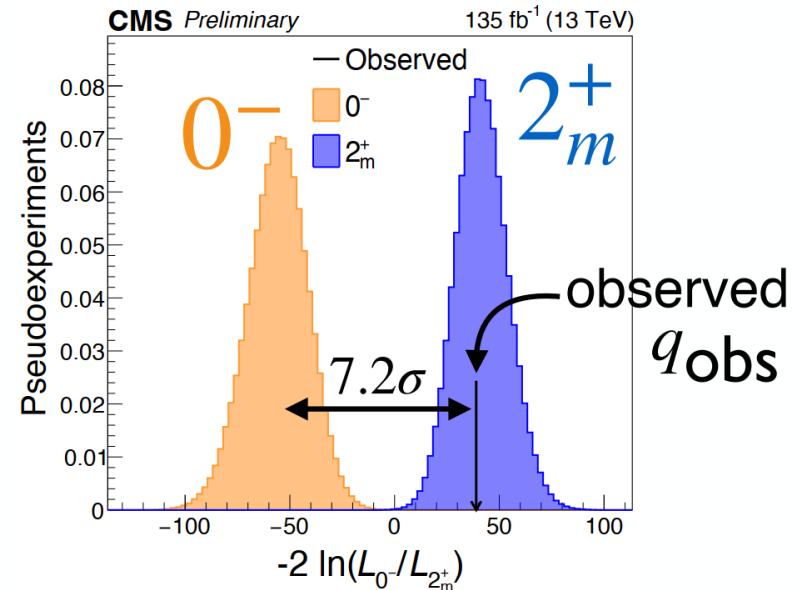 CMS Preliminary 135 fb⁻¹ (13 TeV)
Observed
0⁻
2⁺ₘ
0⁻
2⁺ₘ
Pseudoexperiments
0.08
0.07
0.06
0.05
0.04
0.03
0.02
0.01
0
observed
qobs
7.2σ
−100 −50 0 50 100
-2 ln(L₀₋/L₂⁺ₘ)